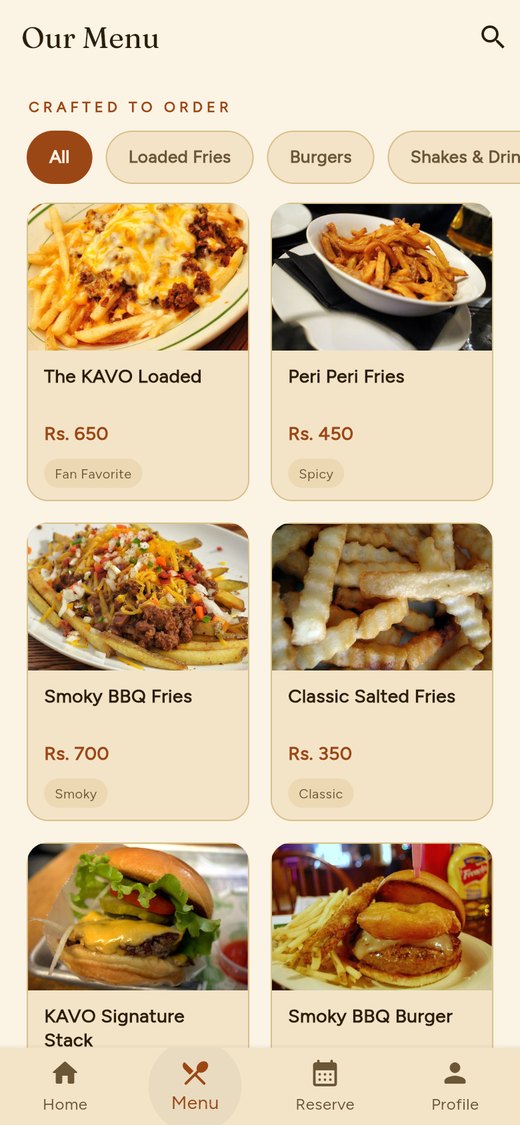 Our Menu
CRAFTED TO ORDER
All
Loaded Fries
Burgers
Shakes & Drin
The KAVO Loaded
Peri Peri Fries
Rs. 650
Rs. 450
Fan Favorite
Spicy
Smoky BBQ Fries
Classic Salted Fries
Rs. 700
Rs. 350
Smoky
Classic
French's
KAVO Signature
Stack
Smoky BBQ Burger
Home
Menu
Reserve
Profile